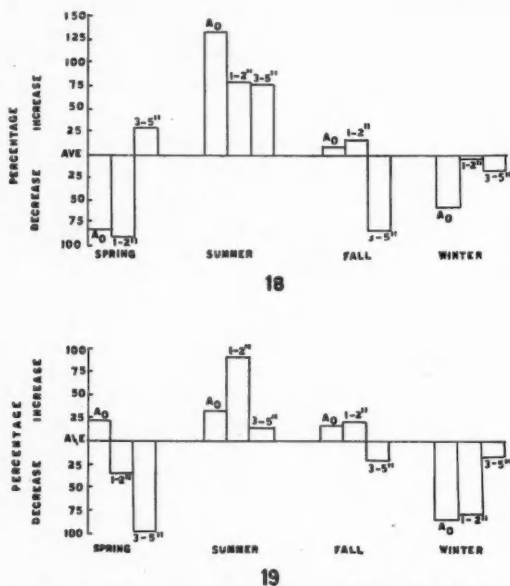 150
125
100
75
50
25
AVE
25
50
75
100
PERCENTAGE
DECREASE INCREASE
A0 1-2" 3-5"
A0 1-2" 3-5"
A0 1-2" 3-5"
A0 1-2" 3-5"
SPRING SUMMER FALL WINTER
18
100
75
50
25
AVE
25
50
75
100
PERCENTAGE
DECREASE INCREASE
A0 1-2" 3-5"
A0 1-2" 3-5"
A0 1-2" 3-5"
A0 1-2" 3-5"
SPRING SUMMER FALL WINTER
19